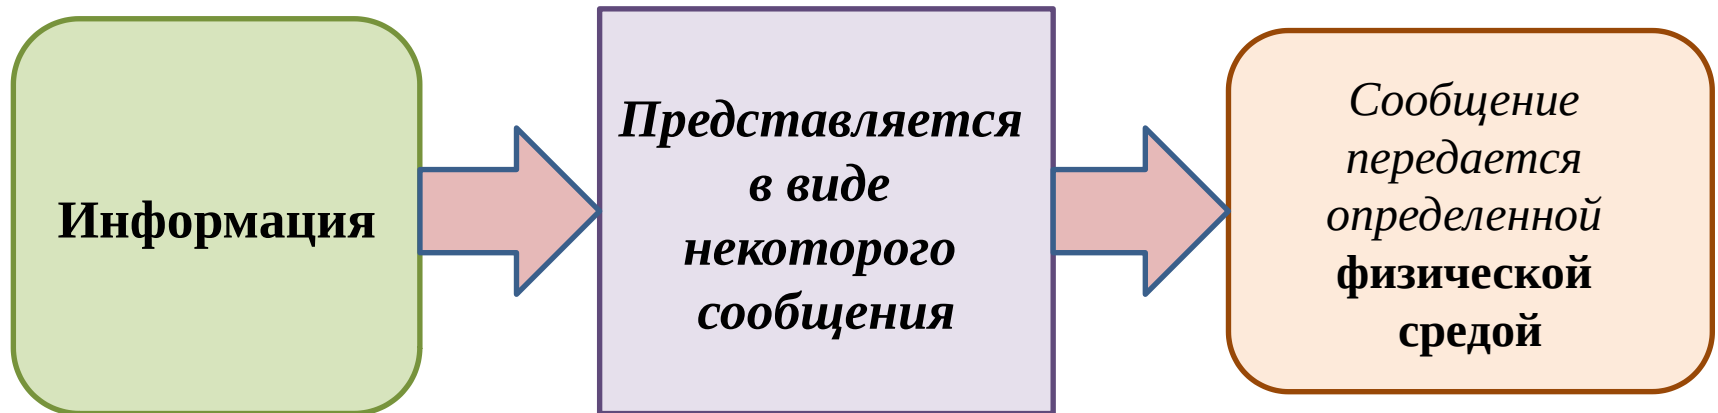 Информация
Представляется
в виде
некоторого
сообщения
Сообщение
передается
определенной
физической
средой